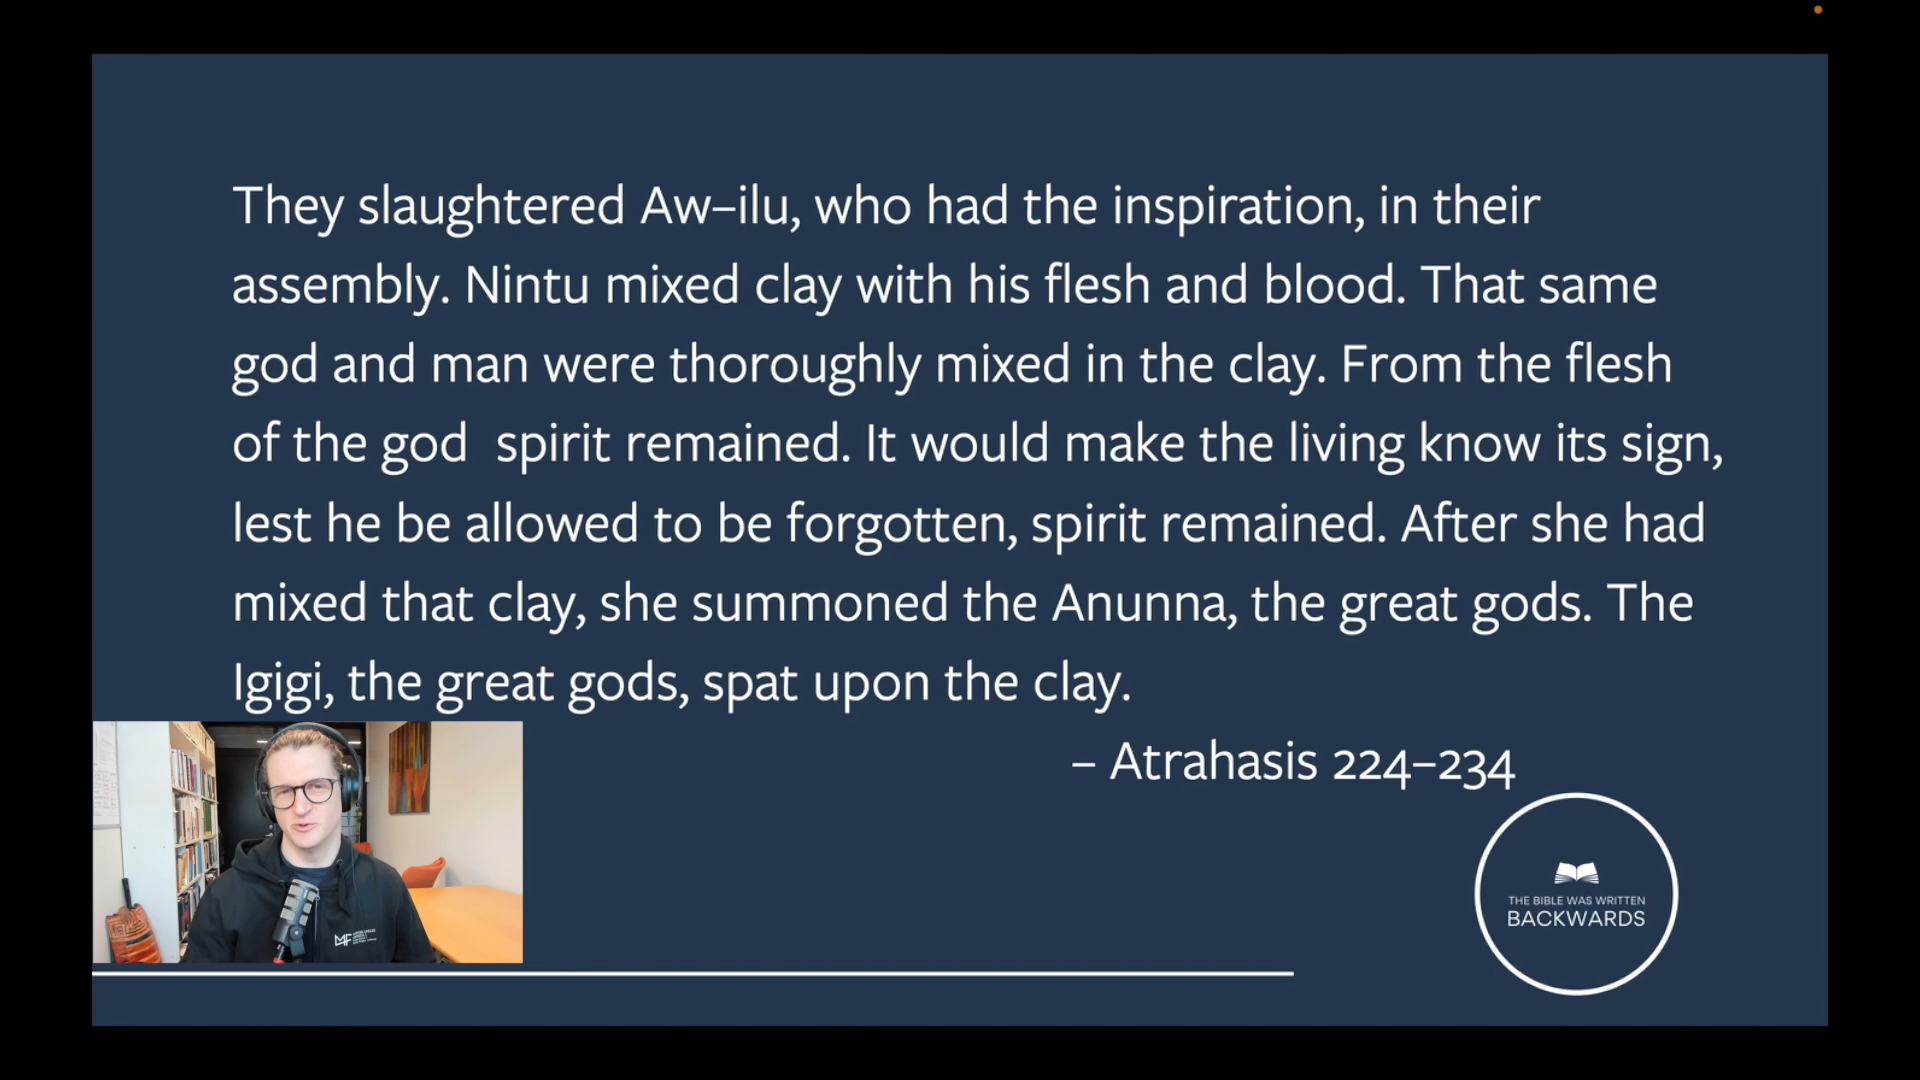 They slaughtered Aw–ilu, who had the inspiration, in their
assembly. Nintu mixed clay with his flesh and blood. That same
god and man were thoroughly mixed in the clay. From the flesh
of the god  spirit remained. It would make the living know its sign,
lest he be allowed to be forgotten, spirit remained. After she had
mixed that clay, she summoned the Anunna, the great gods. The
Igigi, the great gods, spat upon the clay.
– Atrahasis 224–234
THE BIBLE WAS WRITTEN
BACKWARDS
MF